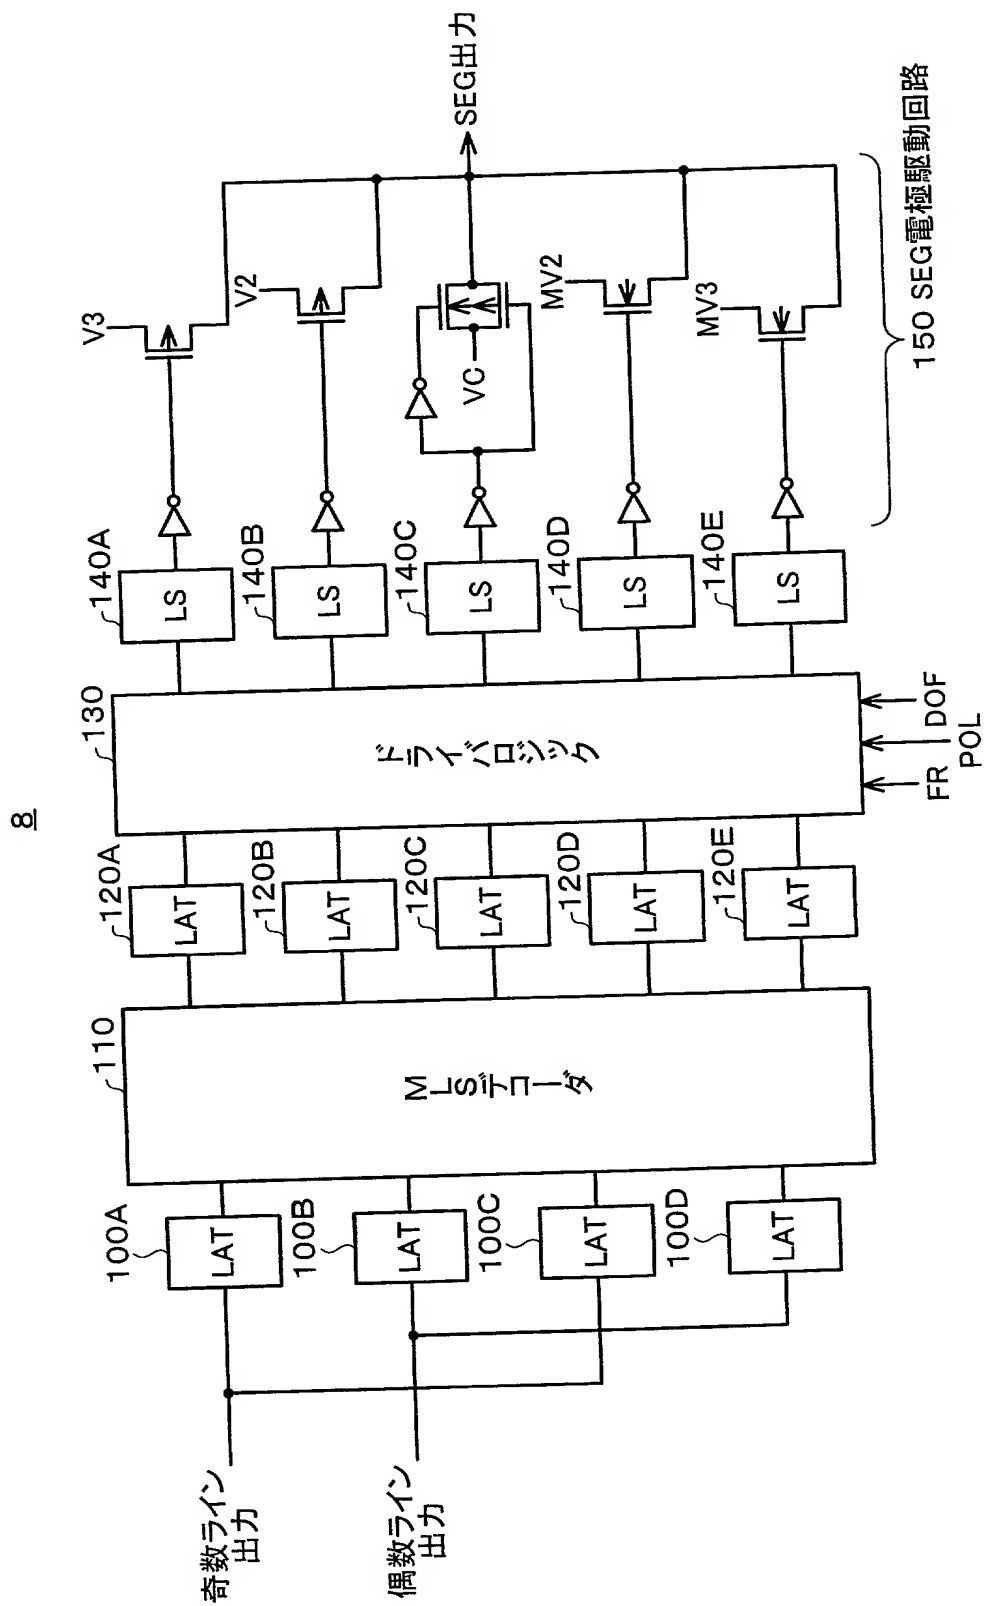 8
奇数ライン
出力
偶数ライン
出力
100A
LAT
100B
LAT
100C
LAT
100D
LAT
110
MLSデコーダ
120A
LAT
120B
LAT
120C
LAT
120D
LAT
120E
LAT
130
ドライバロジック
FR
POL
DOF
140A
LS
140B
LS
140C
LS
140D
LS
140E
LS
V3
V2
VC
MV2
MV3
SEG出力
150 SEG電極駆動回路